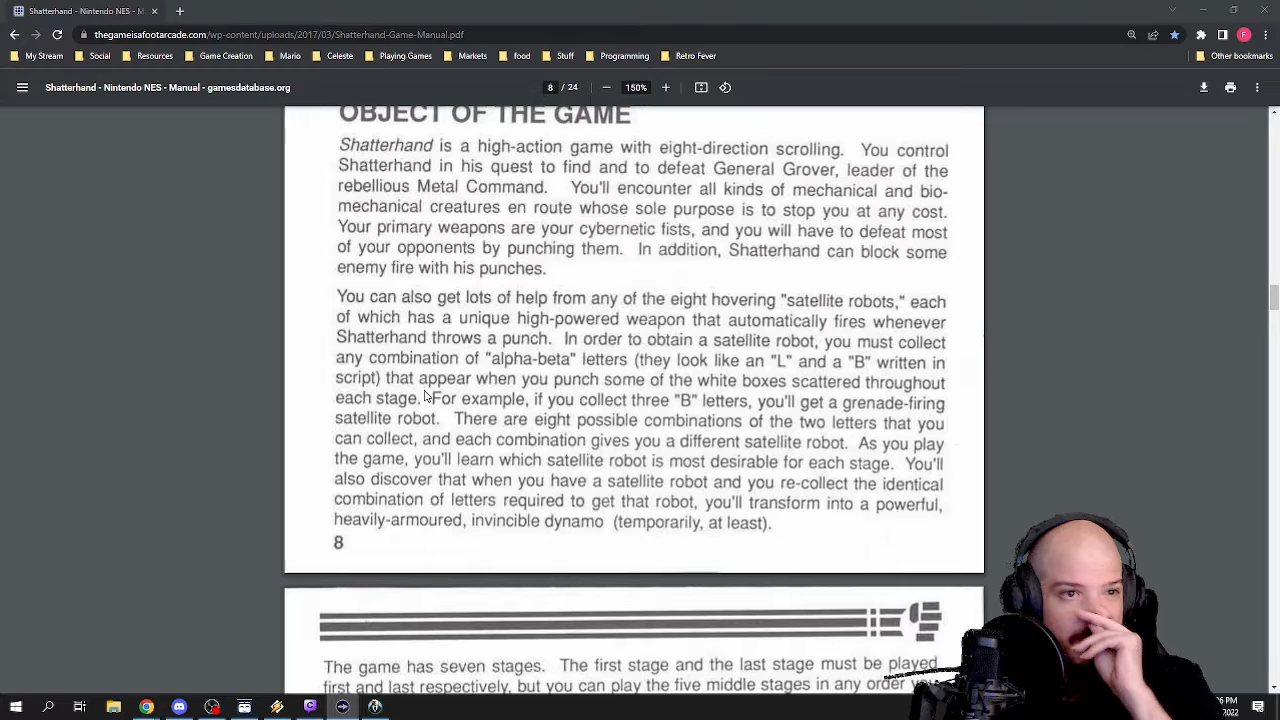 Shatterhand - Nintendo NES - M
thegameisafootarcade.com/wp-content/uploads/2017/03/Shatterhand-Game-Manual.pdf
My Stream Social Resources Game Creation Mario Celeste Playing Games Markets food Stuff Programming Retro Fever Other bookmarks
Shatterhand - Nintendo NES - Manual - gamesdatabase.org 8 / 24 150%
OBJECT OF THE GAME
Shatterhand is a high-action game with eight-direction scrolling. You control
Shatterhand in his quest to find and to defeat General Grover, leader of the
rebellious Metal Command. You'll encounter all kinds of mechanical and bio-
mechanical creatures en route whose sole purpose is to stop you at any cost.
Your primary weapons are your cybernetic fists, and you will have to defeat most
of your opponents by punching them. In addition, Shatterhand can block some
enemy fire with his punches.
You can also get lots of help from any of the eight hovering "satellite robots," each
of which has a unique high-powered weapon that automatically fires whenever
Shatterhand throws a punch. In order to obtain a satellite robot, you must collect
any combination of "alpha-beta" letters (they look like an "L" and a "B" written in
script) that appear when you punch some of the white boxes scattered throughout
each stage. For example, if you collect three "B" letters, you'll get a grenade-firing
satellite robot. There are eight possible combinations of the two letters that you
can collect, and each combination gives you a different satellite robot. As you play
the game, you'll learn which satellite robot is most desirable for each stage. You'll
also discover that when you have a satellite robot and you re-collect the identical
combination of letters required to get that robot, you'll transform into a powerful,
heavily-armoured, invincible dynamo (temporarily, at least).
8
The game has seven stages. The first stage and the last stage must be played
first and last respectively, but you can play the five middle stages in any order